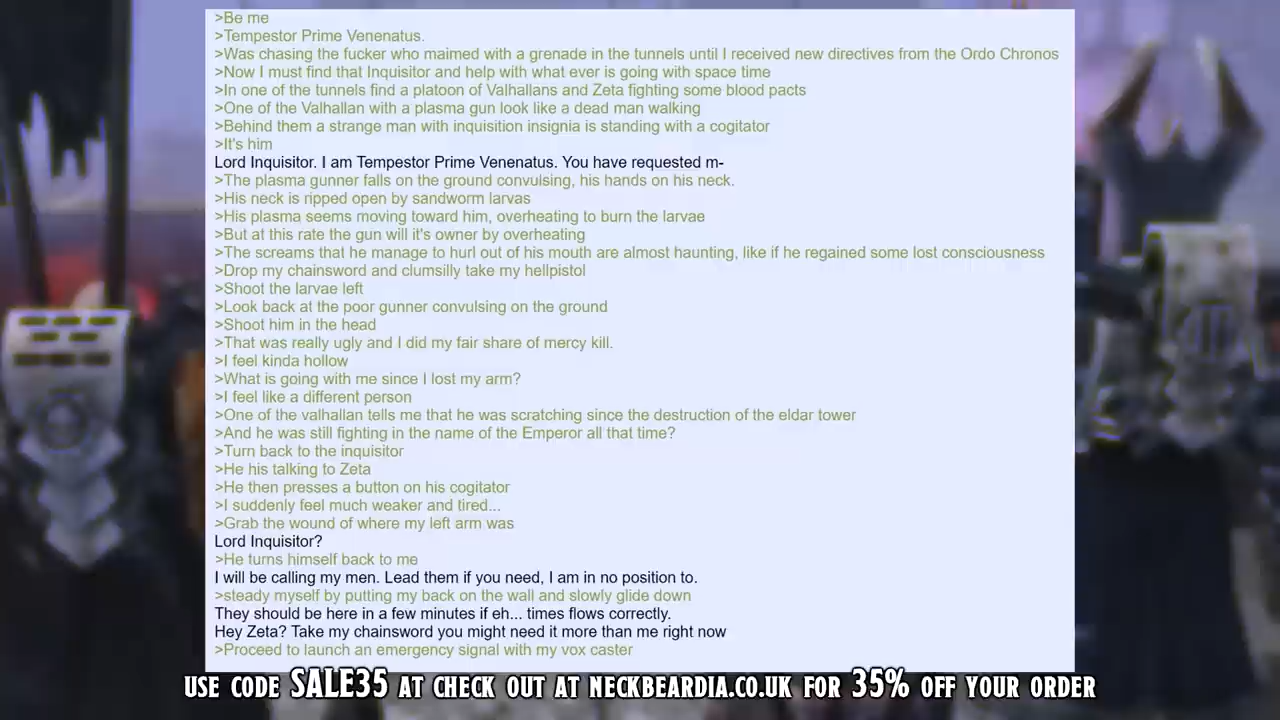 >Be me
>Tempestor Prime Venenatus.
>Was chasing the fucker who maimed with a grenade in the tunnels until I received new directives from the Ordo Chronos
>Now I must find that Inquisitor and help with what ever is going with space time
>In one of the tunnels find a platoon of Valhallans and Zeta fighting some blood pacts
>One of the Valhallan with a plasma gun look like a dead man walking
>Behind them a strange man with inquisition insignia is standing with a cogitator
>It's him
Lord Inquisitor. I am Tempestor Prime Venenatus. You have requested m-
>The plasma gunner falls on the ground convulsing, his hands on his neck.
>His neck is ripped open by sandworm larvas
>His plasma seems moving toward him, overheating to burn the larvae
>But at this rate the gun will it's owner by overheating
>The screams that he manage to hurl out of his mouth are almost haunting, like if he regained some lost consciousness
>Drop my chainsword and clumsilly take my hellpistol
>Shoot the larvae left
>Look back at the poor gunner convulsing on the ground
>Shoot him in the head
>That was really ugly and I did my fair share of mercy kill.
>I feel kinda hollow
>What is going with me since I lost my arm?
>I feel like a different person
>One of the valhallan tells me that he was scratching since the destruction of the eldar tower
>And he was still fighting in the name of the Emperor all that time?
>Turn back to the inquisitor
>He his talking to Zeta
>He then presses a button on his cogitator
>I suddenly feel much weaker and tired...
>Grab the wound of where my left arm was
Lord Inquisitor?
>He turns himself back to me
I will be calling my men. Lead them if you need, I am in no position to.
>steady myself by putting my back on the wall and slowly glide down
They should be here in a few minutes if eh... times flows correctly.
Hey Zeta? Take my chainsword you might need it more than me right now
>Proceed to launch an emergency signal with my vox caster
USE CODE SALE35 AT CHECK OUT AT NECKBEARDIA.CO.UK FOR 35% OFF YOUR ORDER